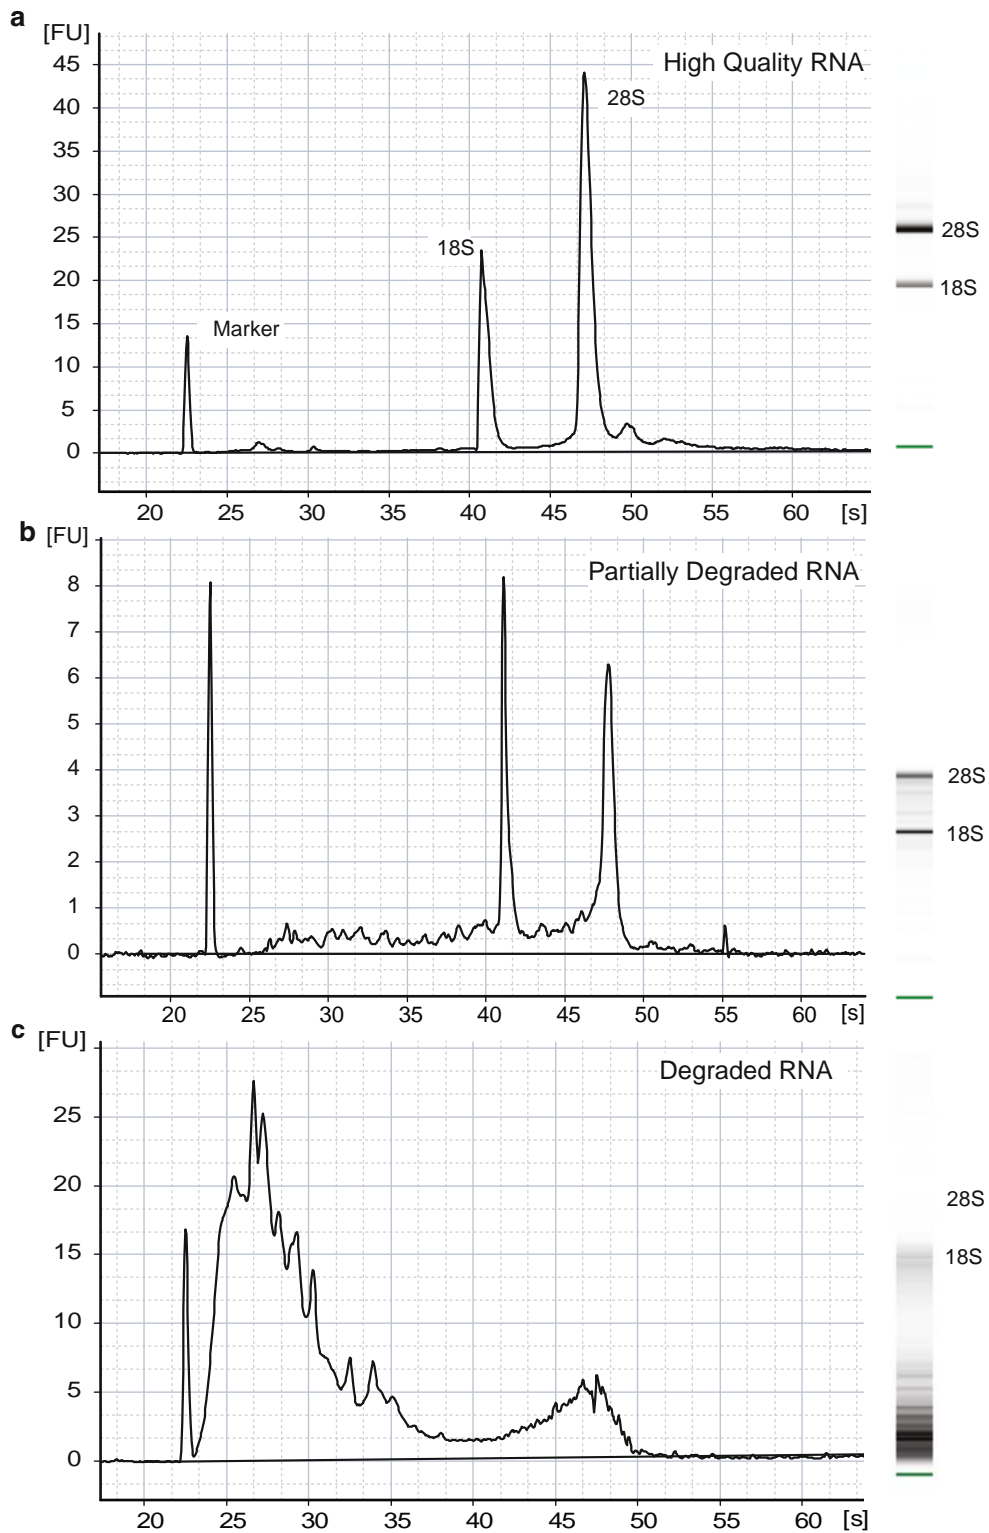 a
[FU]
High Quality RNA
45
40
35
30
25
20
15
10
5
0
28S
18S
Marker
20 25 30 35 40 45 50 55 60 [s]
28S
18S
b
[FU]
Partially Degraded RNA
8
7
6
5
4
3
2
1
0
20 25 30 35 40 45 50 55 60 [s]
28S
18S
c
[FU]
Degraded RNA
25
20
15
10
5
0
20 25 30 35 40 45 50 55 60 [s]
28S
18S